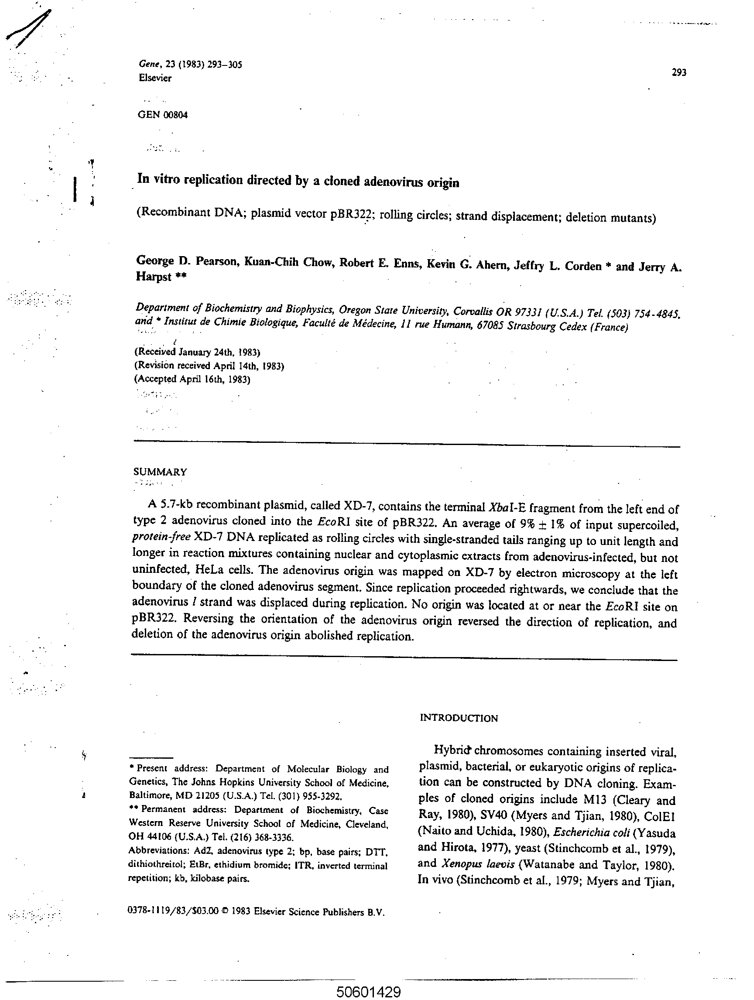 1
Gene, 23 (1983) 293–305
Elsevier
293
GEN 00804
In vitro replication directed by a cloned adenovirus origin
(Recombinant DNA; plasmid vector pBR322; rolling circles; strand displacement; deletion mutants)
George D. Pearson, Kuan-Chih Chow, Robert E. Enns, Kevin G. Ahern, Jeffry L. Corden * and Jerry A.
Harpst **
Department of Biochemistry and Biophysics, Oregon State University, Corvallis OR 97331 (U.S.A.) Tel. (503) 754-4845,
and * Institut de Chimie Biologique, Faculté de Médecine, 11 rue Humann, 67085 Strasbourg Cedex (France)
(Received January 24th, 1983)
(Revision received April 14th, 1983)
(Accepted April 16th, 1983)
SUMMARY
A 5.7-kb recombinant plasmid, called XD-7, contains the terminal XbaI-E fragment from the left end of
type 2 adenovirus cloned into the EcoRI site of pBR322. An average of 9% ± 1% of input supercoiled,
protein-free XD-7 DNA replicated as rolling circles with single-stranded tails ranging up to unit length and
longer in reaction mixtures containing nuclear and cytoplasmic extracts from adenovirus-infected, but not
uninfected, HeLa cells. The adenovirus origin was mapped on XD-7 by electron microscopy at the left
boundary of the cloned adenovirus segment. Since replication proceeded rightwards, we conclude that the
adenovirus l strand was displaced during replication. No origin was located at or near the EcoRI site on
pBR322. Reversing the orientation of the adenovirus origin reversed the direction of replication, and
deletion of the adenovirus origin abolished replication.
* Present address: Department of Molecular Biology and
Genetics, The Johns Hopkins University School of Medicine,
Baltimore, MD 21205 (U.S.A.) Tel. (301) 955-3292.
** Permanent address: Department of Biochemistry, Case
Western Reserve University School of Medicine, Cleveland,
OH 44106 (U.S.A.) Tel. (216) 368-3336.
Abbreviations: Ad2, adenovirus type 2; bp, base pairs; DTT,
dithiothreitol; EtBr, ethidium bromide; ITR, inverted terminal
repetition; kb, kilobase pairs.
0378-1119/83/$03.00 © 1983 Elsevier Science Publishers B.V.
INTRODUCTION
Hybrid chromosomes containing inserted viral,
plasmid, bacterial, or eukaryotic origins of replica-
tion can be constructed by DNA cloning. Exam-
ples of cloned origins include M13 (Cleary and
Ray, 1980), SV40 (Myers and Tjian, 1980), ColE1
(Naito and Uchida, 1980), Escherichia coli (Yasuda
and Hirota, 1977), yeast (Stinchcomb et al., 1979),
and Xenopus laevis (Watanabe and Taylor, 1980).
In vivo (Stinchcomb et al., 1979; Myers and Tjian,
50601429